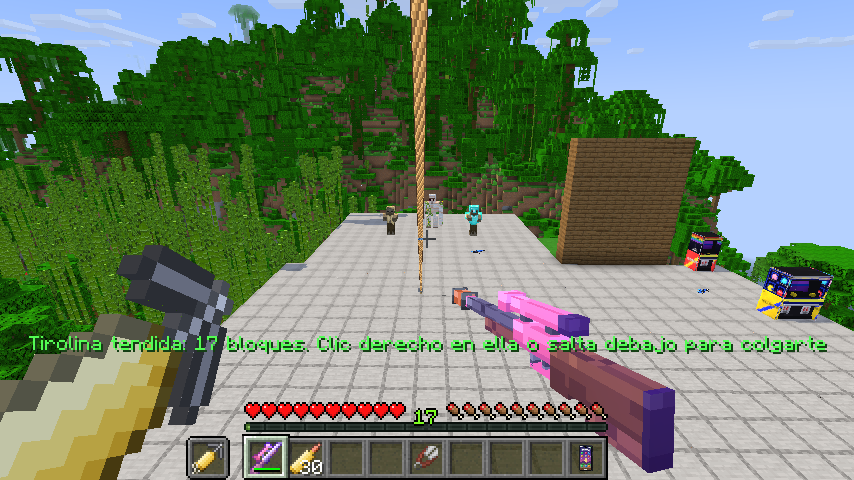 Tirolina tendida: 17 bloques. Clic derecho en ella o salta debajo para colgarte
17
30